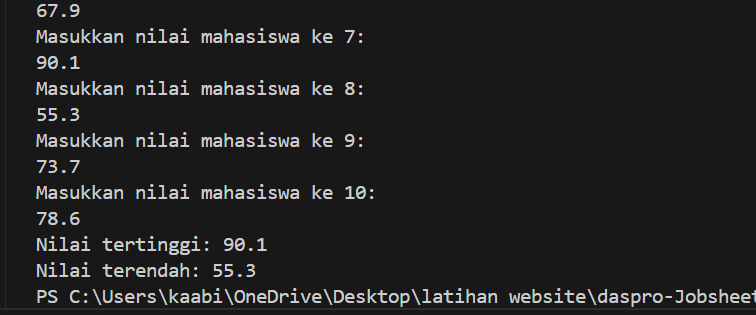 67.9
Masukkan nilai mahasiswa ke 7:
90.1
Masukkan nilai mahasiswa ke 8:
55.3
Masukkan nilai mahasiswa ke 9:
73.7
Masukkan nilai mahasiswa ke 10:
78.6
Nilai tertinggi: 90.1
Nilai terendah: 55.3
PS C:\Users\kaabi\OneDrive\Desktop\latihan website\daspro-Jobsheet